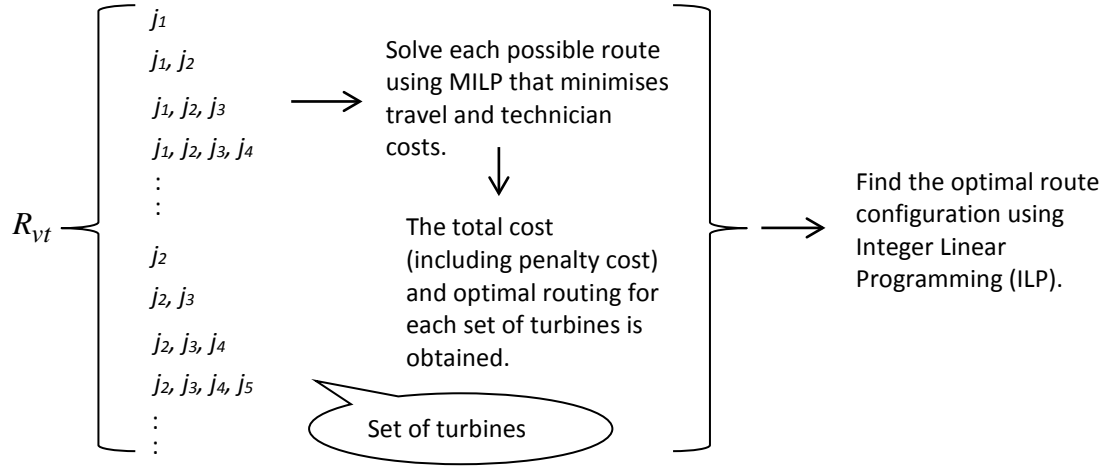 R_vt
j₁
j₁, j₂
j₁, j₂, j₃
j₁, j₂, j₃, j₄
⋮
⋮
j₂
j₂, j₃
j₂, j₃, j₄
j₂, j₃, j₄, j₅
⋮
⋮
Set of turbines
Solve each possible route
using MILP that minimises
travel and technician
costs.
The total cost
(including penalty cost)
and optimal routing for
each set of turbines is
obtained.
Find the optimal route
configuration using
Integer Linear
Programming (ILP).